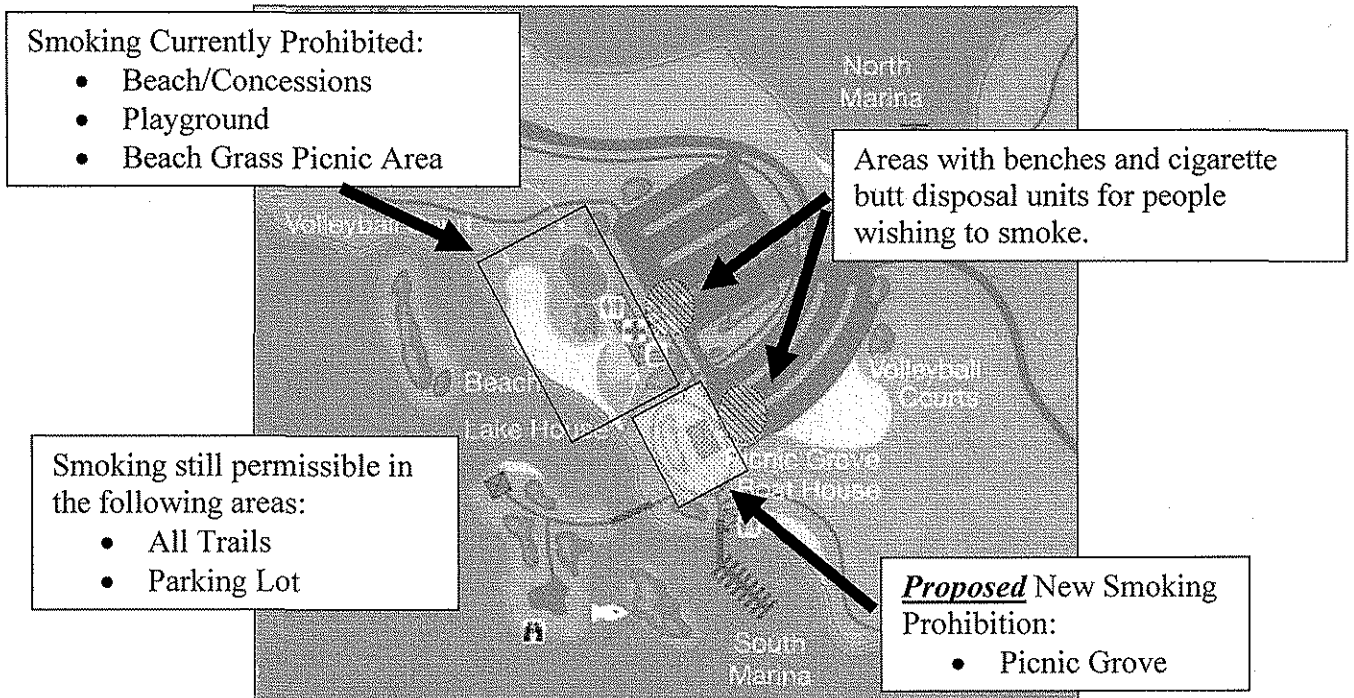 Smoking Currently Prohibited:
• Beach/Concessions
• Playground
• Beach Grass Picnic Area
North
Marina
Areas with benches and cigarette
butt disposal units for people
wishing to smoke.
Volleyball
Beach
Lake House
Volleyball
Courts
Picnic Grove
Boat House
Smoking still permissible in
the following areas:
• All Trails
• Parking Lot
South
Marina
Proposed New Smoking
Prohibition:
• Picnic Grove